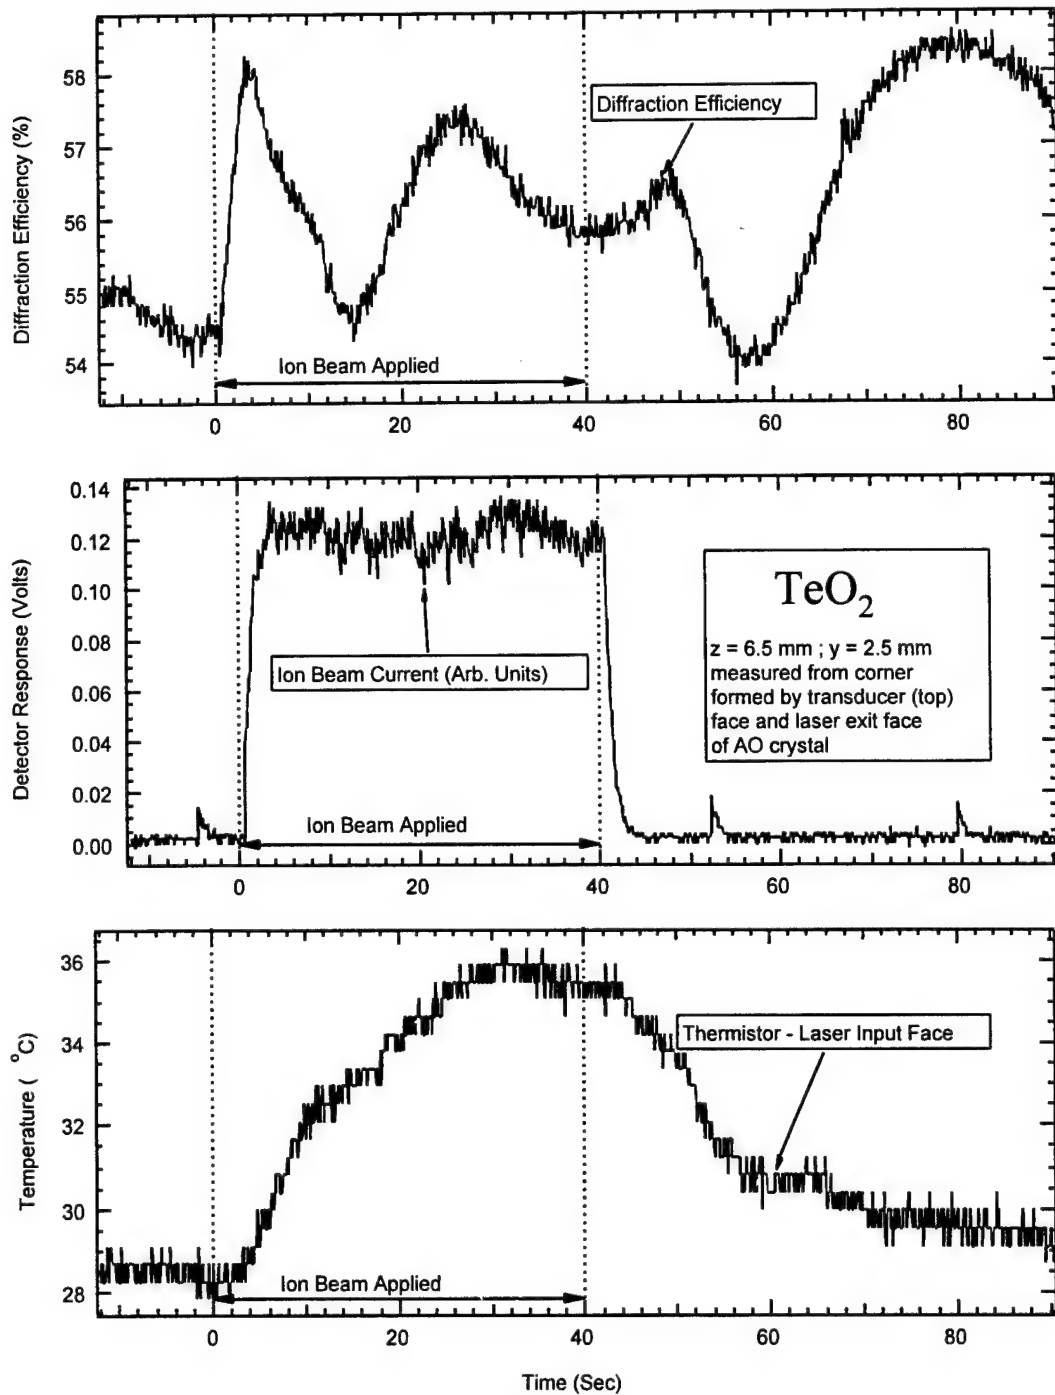 Diffraction Efficiency (%)
58
57
56
55
54
Diffraction Efficiency
Ion Beam Applied
0
20
40
60
80
Detector Response (Volts)
0.14
0.12
0.10
0.08
0.06
0.04
0.02
0.00
Ion Beam Current (Arb. Units)
TeO₂
z = 6.5 mm ; y = 2.5 mm
measured from corner
formed by transducer (top)
face and laser exit face
of AO crystal
Ion Beam Applied
0
20
40
60
80
Temperature ( °C)
36
34
32
30
28
Thermistor - Laser Input Face
Ion Beam Applied
0
20
40
60
80
Time (Sec)